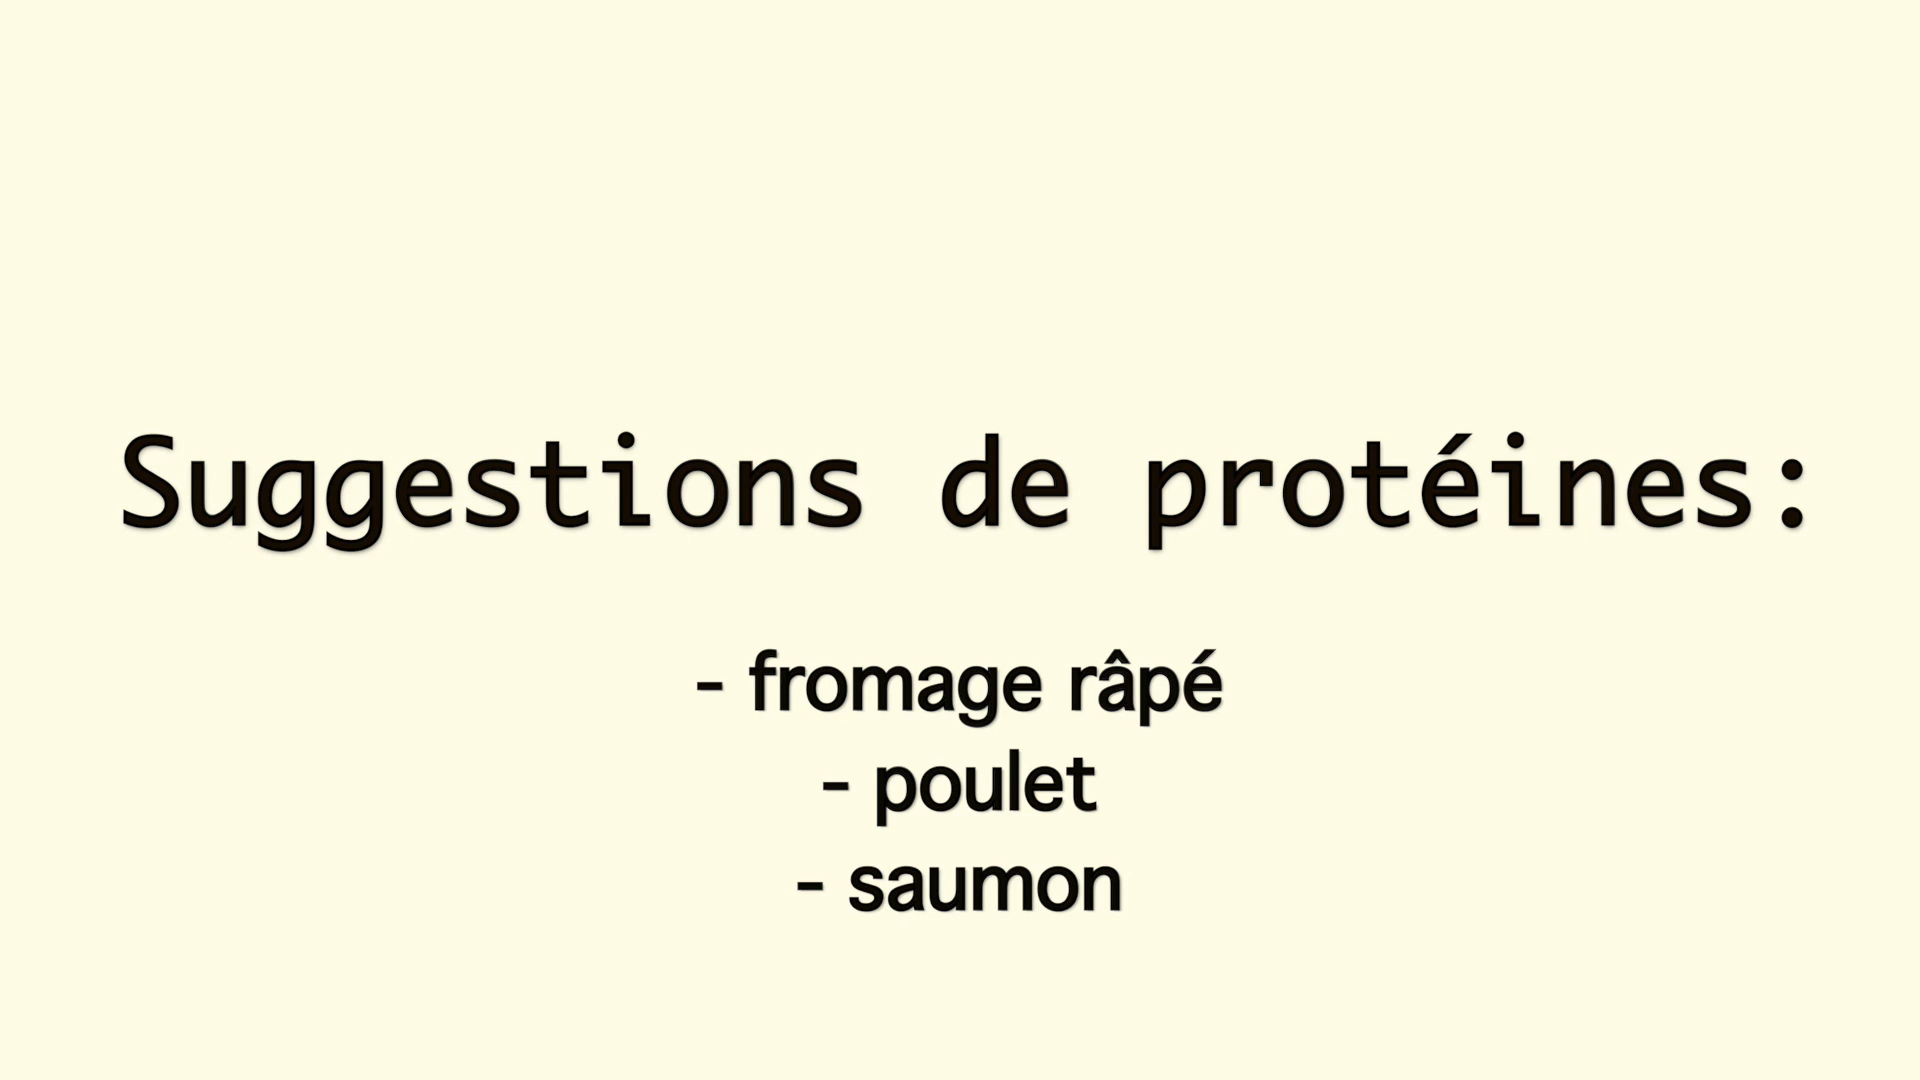 Suggestions de protéines:
- fromage râpé
- poulet
- saumon